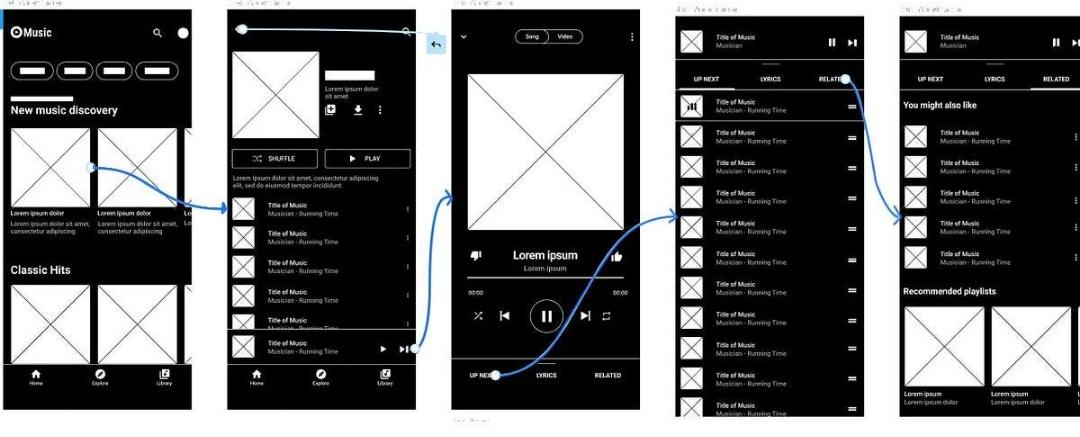 Music
New music discovery
Lorem ipsum dolor
Lorem ipsum dolor sit amet,
consectetur adipiscing
Lorem ipsum dolor
Lorem ipsum dolor sit amet,
consectetur adipiscing
Classic Hits
Home
Explore
Library
Lorem ipsum dolor
sit amet
SHUFFLE
PLAY
Lorem ipsum dolor sit amet, consectetur adipiscing
elit, sed do eiusmod tempor incididunt
Title of Music
Musician - Running Time
Title of Music
Musician - Running Time
Title of Music
Musician - Running Time
Title of Music
Musician - Running Time
Title of Music
Musician - Running Time
Title of Music
Musician - Running Time
Home
Explore
Library
Song
Video
Lorem ipsum
Lorem ipsum
00:00
00:00
UP NEXT
LYRICS
RELATED
Title of Music
Musician
UP NEXT
LYRICS
RELATED
Title of Music
Musician - Running Time
Title of Music
Musician - Running Time
Title of Music
Musician - Running Time
Title of Music
Musician - Running Time
Title of Music
Musician - Running Time
Title of Music
Musician - Running Time
Title of Music
Musician - Running Time
Title of Music
Musician - Running Time
Title of Music
Musician - Running Time
Title of Music
Musician - Running Time
Title of Music
Musician - Running Time
Title of Music
Musician
UP NEXT
LYRICS
RELATED
You might also like
Title of Music
Musician - Running Time
Title of Music
Musician - Running Time
Title of Music
Musician - Running Time
Title of Music
Musician - Running Time
Title of Music
Musician - Running Time
Recommended playlists
Lorem ipsum
Lorem ipsum dolor
Lorem ipsum
Lorem ipsum dolor